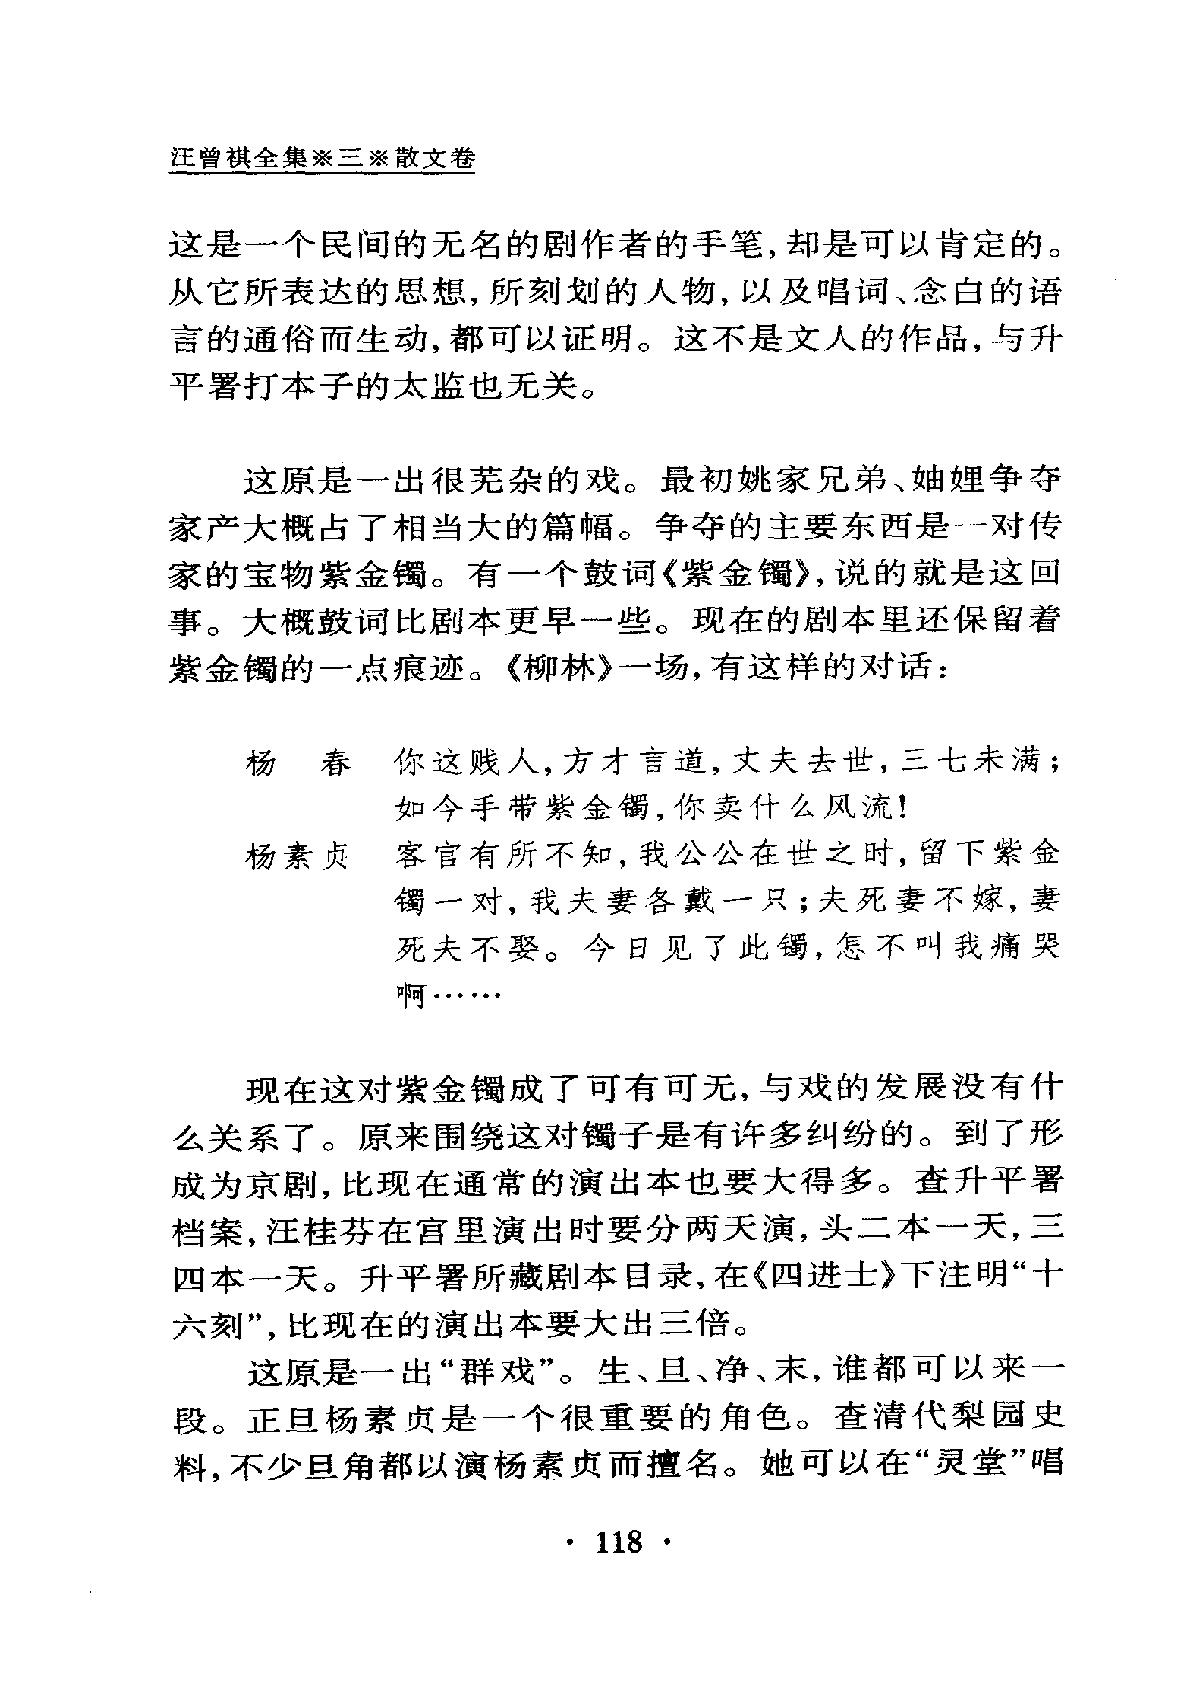 汪曾祺全集※三※散文卷
这是一个民间的无名的剧作者的手笔,却是可以肯定的。
从它所表达的思想,所刻划的人物,以及唱词、念白的语
言的通俗而生动,都可以证明。这不是文人的作品,与升
平署打本子的太监也无关。
这原是一出很芜杂的戏。最初姚家兄弟、妯娌争夺
家产大概占了相当大的篇幅。争夺的主要东西是一对传
家的宝物紫金镯。有一个鼓词《紫金镯》,说的就是这回
事。大概鼓词比剧本更早一些。现在的剧本里还保留着
紫金镯的一点痕迹。《柳林》一场,有这样的对话:
杨 春 你这贱人,方才言道,丈夫去世,三七未满;
如今手带紫金镯,你卖什么风流!
杨素贞 客官有所不知,我公公在世之时,留下紫金
镯一对,我夫妻各戴一只;夫死妻不嫁,妻
死夫不娶。今日见了此镯,怎不叫我痛哭
啊……
现在这对紫金镯成了可有可无,与戏的发展没有什
么关系了。原来围绕这对镯子是有许多纠纷的。到了形
成为京剧,比现在通常的演出本也要大得多。查升平署
档案,汪桂芬在宫里演出时要分两天演,头二本一天,三
四本一天。升平署所藏剧本目录,在《四进士》下注明“十
六刻”,比现在的演出本要大出三倍。
这原是一出“群戏”。生、旦、净、末,谁都可以来一
段。正旦杨素贞是一个很重要的角色。查清代梨园史
料,不少旦角都以演杨素贞而擅名。她可以在“灵堂”唱
· 118 ·